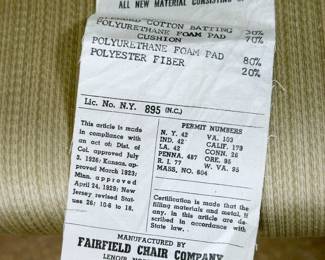 ALL NEW MATERIAL CONSISTING OF
COTTON BATTING 30%
POLYURETHANE FOAM PAD 70%
CUSHION
POLYURETHANE FOAM PAD 80%
POLYESTER FIBER 20%
Lic. No. N.Y. 895 (N.C.)
This article is made
in compliance with
an act of: Dist. of
Col. approved July
3, 1926; Kansas, ap-
proved March 1923;
Minn. approved
April 24, 1929; New
Jersey revised Stat-
utes 26: 10-6 to 18.
PERMIT NUMBERS
N. Y. 42 VA. 103
IND. 42 CALIF. 179
LA. 42 CONN. 26
PENNA. 487 ORE. 95
R. I. 77 W. VA. 95
MASS. NO. 604
Certification is made that the
filling materials and metal, if
any, in this article are de-
scribed in accordance with
State law.
MANUFACTURED BY
FAIRFIELD CHAIR COMPANY
LENOIR